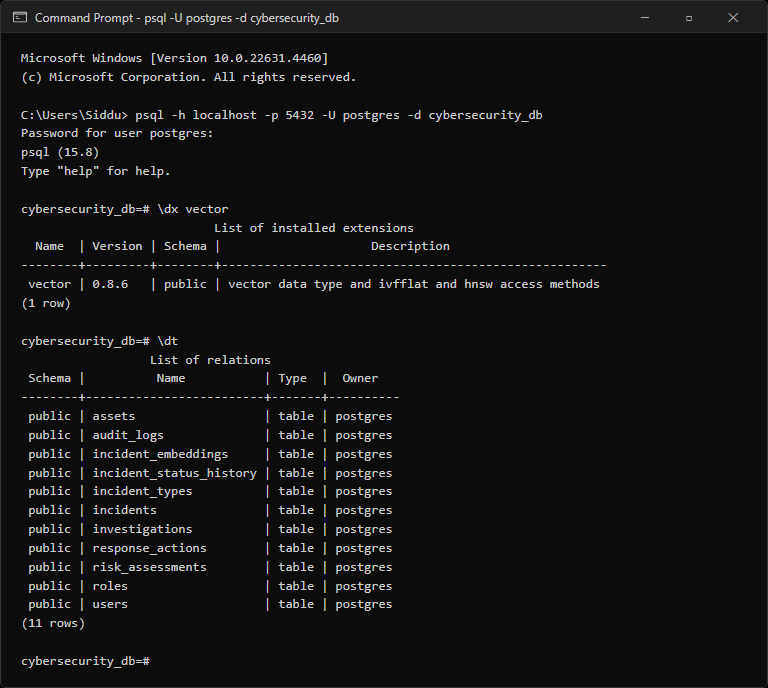 Command Prompt - psql -U postgres -d cybersecurity_db
Microsoft Windows [Version 10.0.22631.4460]
(c) Microsoft Corporation. All rights reserved.
C:\Users\Siddu> psql -h localhost -p 5432 -U postgres -d cybersecurity_db
Password for user postgres:
psql (15.8)
Type "help" for help.
cybersecurity_db=# \dx vector
                           List of installed extensions
  Name  | Version | Schema |                     Description
--------+---------+--------+------------------------------------------------------
 vector | 0.8.6   | public | vector data type and ivfflat and hnsw access methods
(1 row)
cybersecurity_db=# \dt
                  List of relations
 Schema |          Name           | Type  |  Owner
--------+-------------------------+-------+----------
 public | assets                  | table | postgres
 public | audit_logs              | table | postgres
 public | incident_embeddings     | table | postgres
 public | incident_status_history | table | postgres
 public | incident_types          | table | postgres
 public | incidents               | table | postgres
 public | investigations          | table | postgres
 public | response_actions        | table | postgres
 public | risk_assessments        | table | postgres
 public | roles                   | table | postgres
 public | users                   | table | postgres
(11 rows)
cybersecurity_db=#